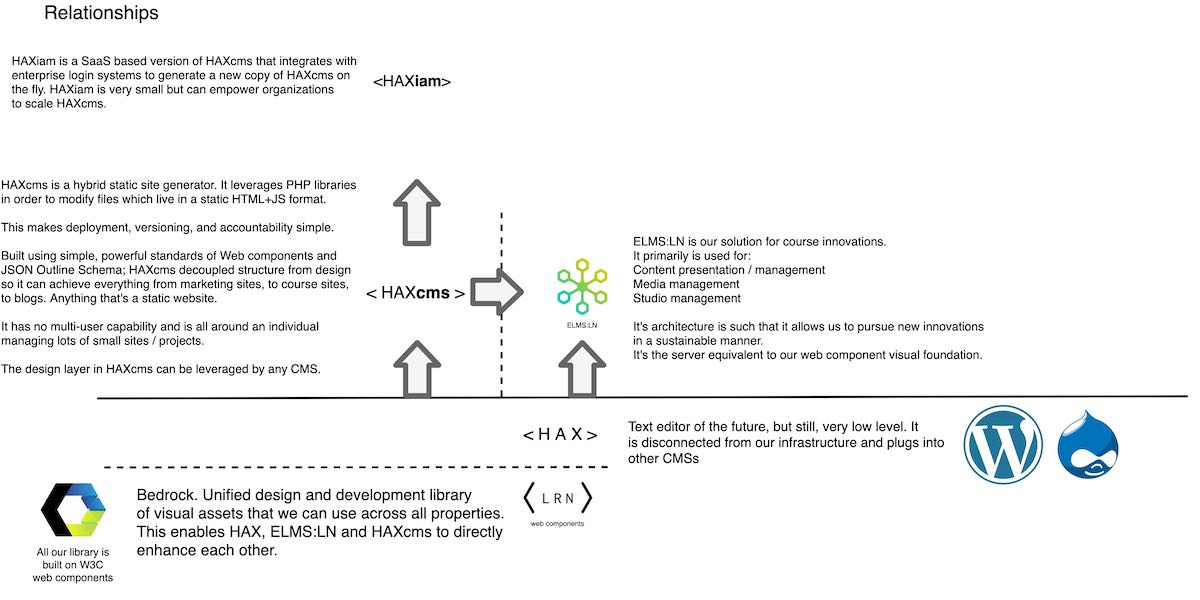 Relationships
HAXiam is a SaaS based version of HAXcms that integrates with
enterprise login systems to generate a new copy of HAXcms on
the fly. HAXiam is very small but can empower organizations
to scale HAXcms.
<HAXiam>
HAXcms is a hybrid static site generator. It leverages PHP libraries
in order to modify files which live in a static HTML+JS format.
This makes deployment, versioning, and accountability simple.
Built using simple, powerful standards of Web components and
JSON Outline Schema; HAXcms decoupled structure from design
so it can achieve everything from marketing sites, to course sites,
to blogs. Anything that's a static website.
It has no multi-user capability and is all around an individual
managing lots of small sites / projects.
The design layer in HAXcms can be leveraged by any CMS.
< HAXcms >
ELMS:LN
ELMS:LN is our solution for course innovations.
It primarily is used for:
Content presentation / management
Media management
Studio management
It's architecture is such that it allows us to pursue new innovations
in a sustainable manner.
It's the server equivalent to our web component visual foundation.
<HAX>
Text editor of the future, but still, very low level. It
is disconnected from our infrastructure and plugs into
other CMSs
W
All our library is
built on W3C
web components
Bedrock. Unified design and development library
of visual assets that we can use across all properties.
This enables HAX, ELMS:LN and HAXcms to directly
enhance each other.
<LRN>
web components